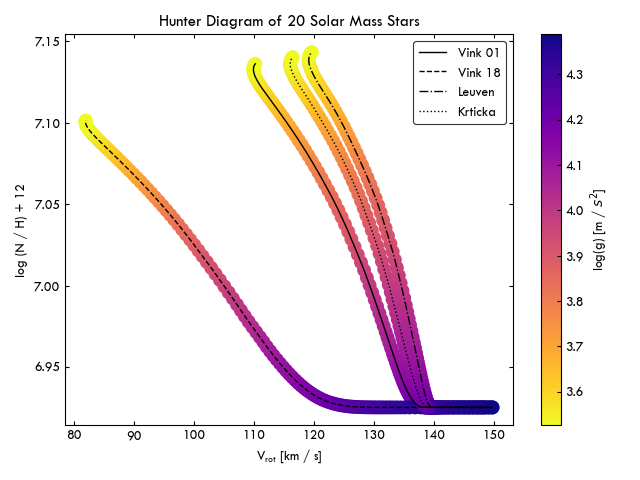 Hunter Diagram of 20 Solar Mass Stars
7.15
7.10
7.05
7.00
6.95
log (N / H) + 12
80 90 100 110 120 130 140 150
V_rot [km / s]
Vink 01
Vink 18
Leuven
Krticka
4.3
4.2
4.1
4.0
3.9
3.8
3.7
3.6
log(g) [m / s²]